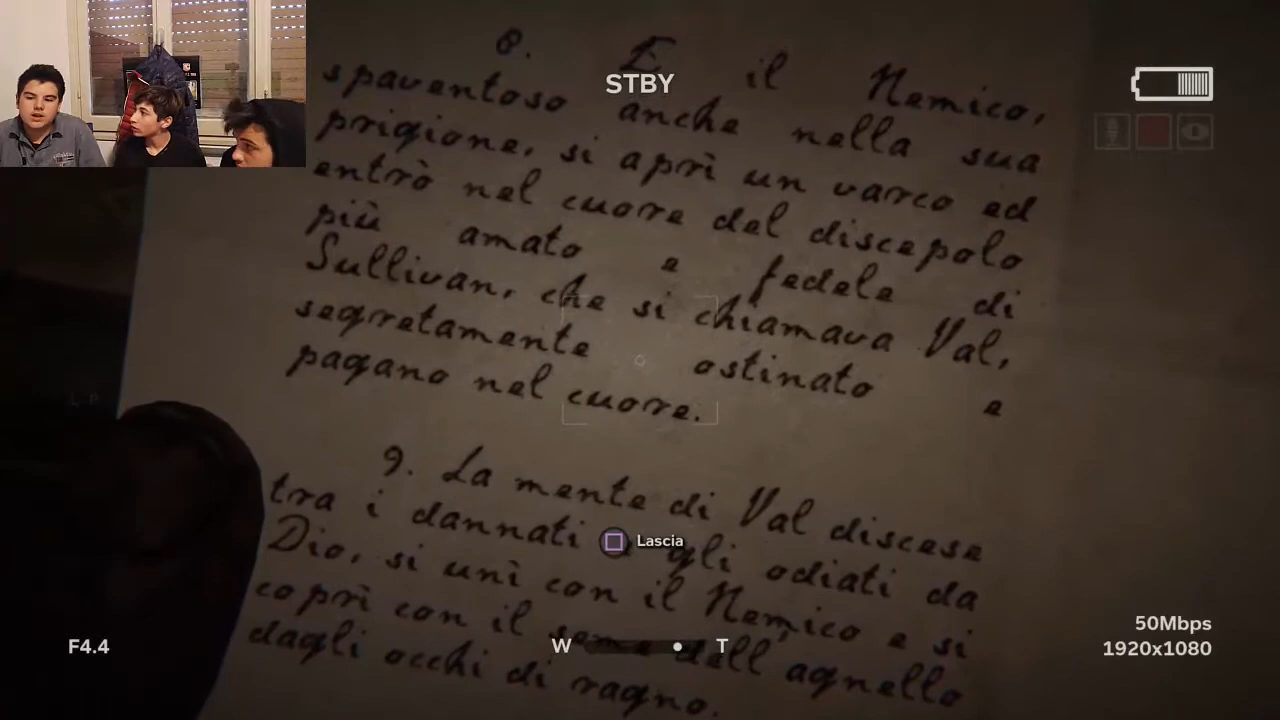 8. E il Nemico,
STBY
spaventoso anche nella sua
prigione, si aprì un varco ed
entrò nel cuore del discepolo
più amato e fedele di
Sullivan, che si chiamava Val,
segretamente ostinato e
pagano nel cuore.
9. La mente di Val discese
tra i dannati e gli odiati da
Lascia
Dio, si unì con il Nemico e si
coprì con il seme dell'agnello
dagli occhi di ragno.
F4.4
W T
50Mbps
1920x1080